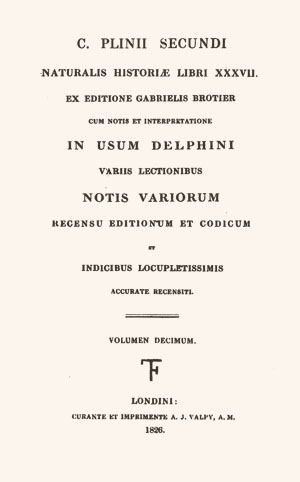 C. PLINII SECUNDI
NATURALIS HISTORIÆ LIBRI XXXVII.
EX EDITIONE GABRIELIS BROTIER
CUM NOTIS ET INTERPRETATIONE
IN USUM DELPHINI
VARIIS LECTIONIBUS
NOTIS VARIORUM
RECENSU EDITIONUM ET CODICUM
ET
INDICIBUS LOCUPLETISSIMIS
ACCURATE RECENSITI.
VOLUMEN DECIMUM.
LONDINI:
CURANTE ET IMPRIMENTE A. J. VALPY, A. M.
1826.